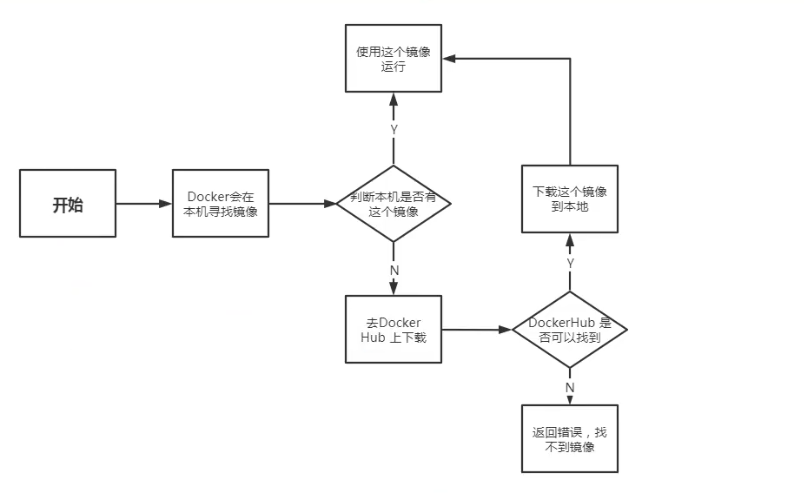 使用这个镜像
运行
Y
开始
Docker会在
本机寻找镜像
判断本机是否有
这个镜像
下载这个镜像
到本地
N
Y
去Docker
Hub 上下载
DockerHub 是
否可以找到
N
返回错误，找
不到镜像